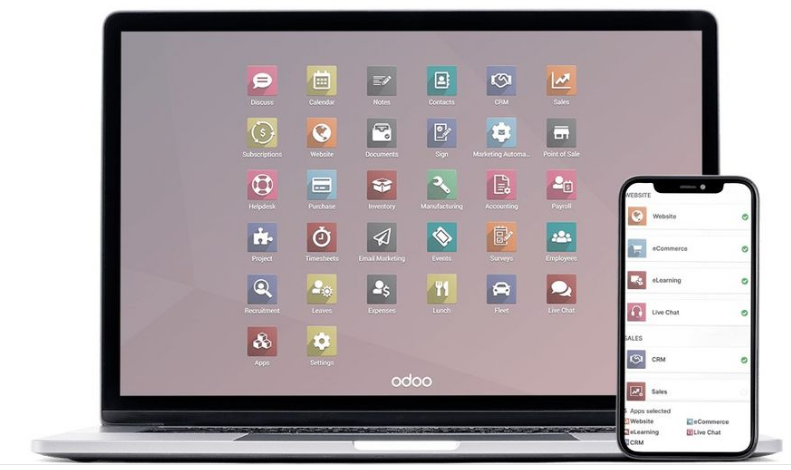 Discuss Calendar Notes Contacts CRM Sales
Subscriptions Website Documents Sign Marketing Automa... Point of Sale
Helpdesk Purchase Inventory Manufacturing Accounting Payroll
Project Timesheets Email Marketing Events Surveys Employees
Recruitment Leaves Expenses Lunch Fleet Live Chat
Apps Settings
odoo
WEBSITE
Website
eCommerce
eLearning
Live Chat
SALES
CRM
Sales
5 Apps selected
Website eCommerce
eLearning Live Chat
CRM